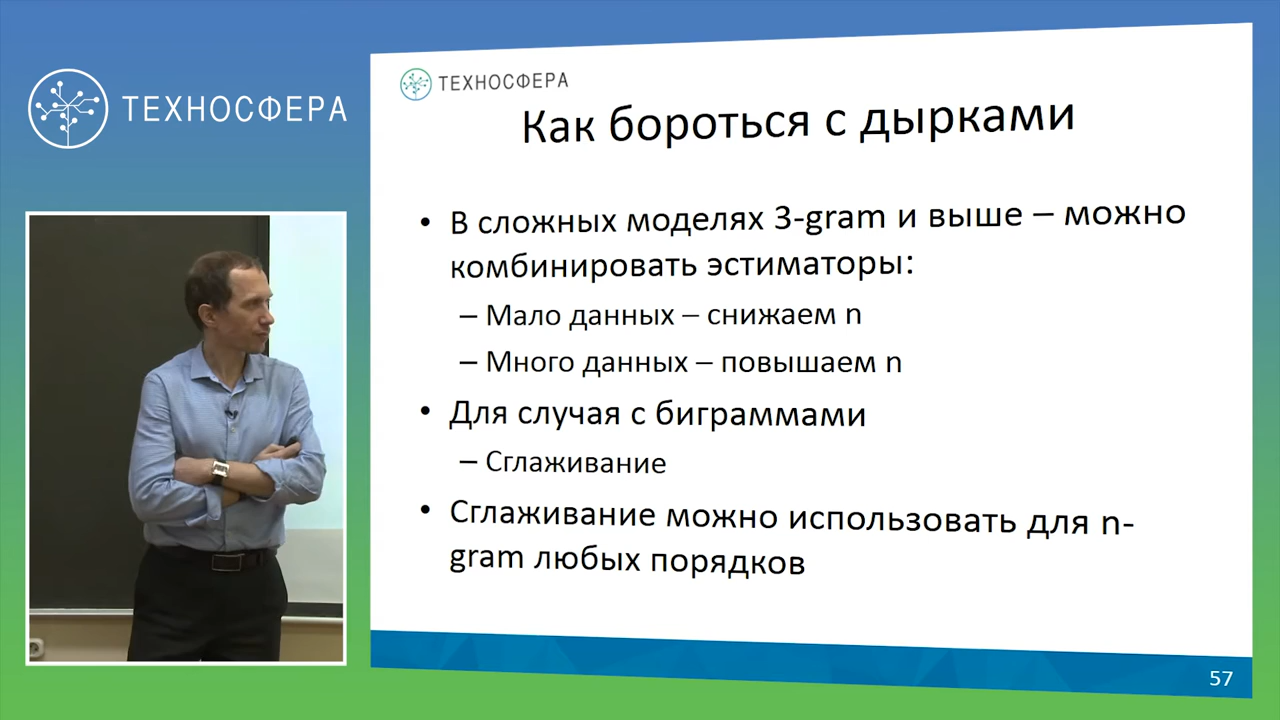 ТЕХНОСФЕРА
ТЕХНОСФЕРА
Как бороться с дырками
• В сложных моделях 3-gram и выше – можно
комбинировать эстиматоры:
– Мало данных – снижаем n
– Много данных – повышаем n
• Для случая с биграммами
– Сглаживание
• Сглаживание можно использовать для n-
gram любых порядков
57